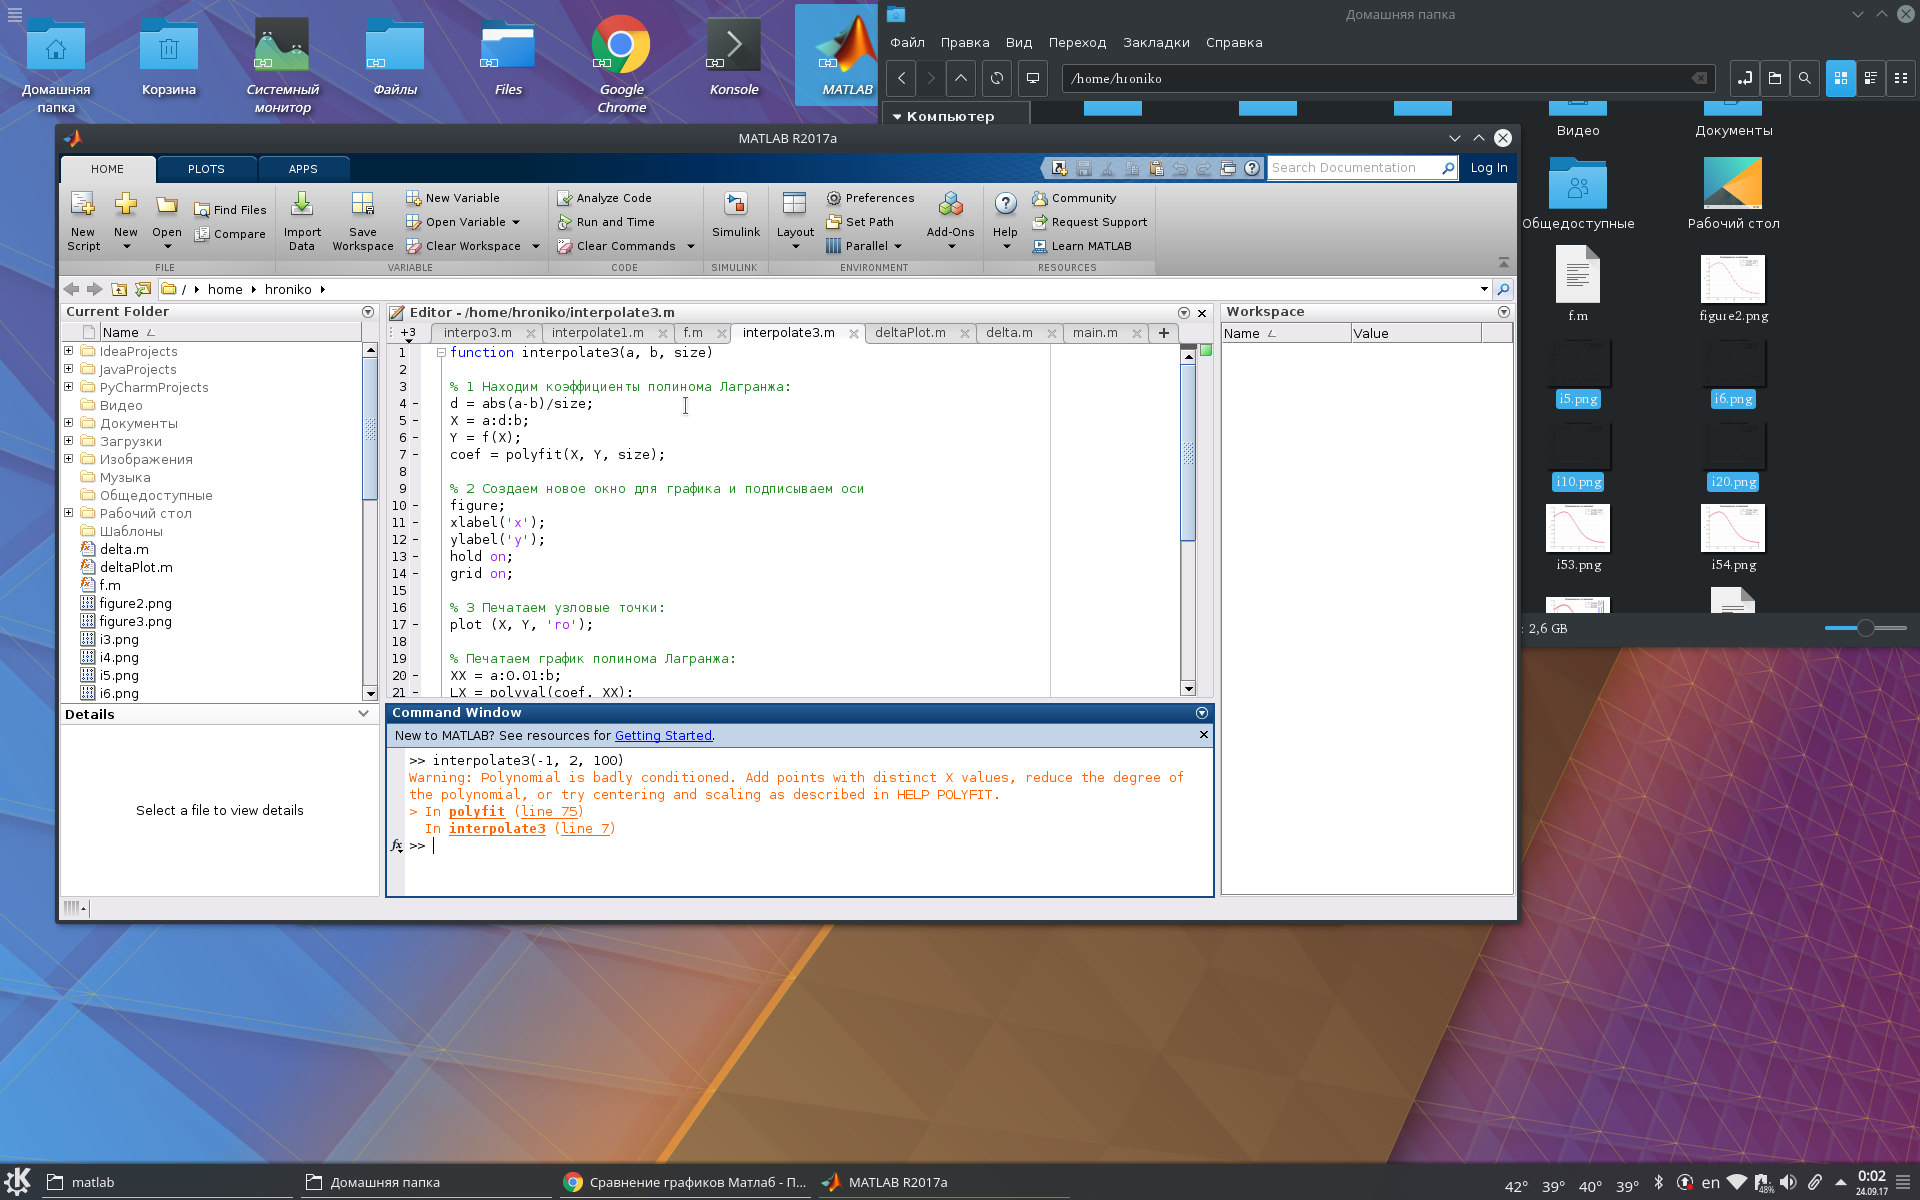 Домашняя папка
Корзина
Системный монитор
Файлы
Files
Google Chrome
Konsole
MATLAB
Домашняя папка
Файл Правка Вид Переход Закладки Справка
/home/hroniko
Компьютер
Видео
Документы
Общедоступные
Рабочий стол
f.m
figure2.png
i5.png
i6.png
i10.png
i20.png
i53.png
i54.png
: 2,6 GB
MATLAB R2017a
HOME PLOTS APPS
Search Documentation
Log In
New Script
New
Open
Find Files
Compare
FILE
Import Data
Save Workspace
New Variable
Open Variable
Clear Workspace
VARIABLE
Analyze Code
Run and Time
Clear Commands
CODE
Simulink
SIMULINK
Layout
Preferences
Set Path
Parallel
Add-Ons
ENVIRONMENT
Help
Community
Request Support
Learn MATLAB
RESOURCES
/ home hroniko
Current Folder
Name
IdeaProjects
JavaProjects
PyCharmProjects
Видео
Документы
Загрузки
Изображения
Музыка
Общедоступные
Рабочий стол
Шаблоны
delta.m
deltaPlot.m
f.m
figure2.png
figure3.png
i3.png
i4.png
i5.png
i6.png
Details
Select a file to view details
Editor - /home/hroniko/interpolate3.m
+3 interpo3.m interpolate1.m f.m interpolate3.m deltaPlot.m delta.m main.m +
1 function interpolate3(a, b, size)
2
3 % 1 Находим коэффициенты полинома Лагранжа:
4 - d = abs(a-b)/size;
5 - X = a:d:b;
6 - Y = f(X);
7 - coef = polyfit(X, Y, size);
8
9 % 2 Создаем новое окно для графика и подписываем оси
10 - figure;
11 - xlabel('x');
12 - ylabel('y');
13 - hold on;
14 - grid on;
15
16 % 3 Печатаем узловые точки:
17 - plot (X, Y, 'ro');
18
19 % Печатаем график полинома Лагранжа:
20 - XX = a:0.01:b;
21 - LX = polyval(coef, XX);
Command Window
New to MATLAB? See resources for Getting Started.
>> interpolate3(-1, 2, 100)
Warning: Polynomial is badly conditioned. Add points with distinct X values, reduce the degree of
the polynomial, or try centering and scaling as described in HELP POLYFIT.
> In polyfit (line 75)
In interpolate3 (line 7)
fx >>
Workspace
Name Value
matlab
Домашняя папка
Сравнение графиков Матлаб - П...
MATLAB R2017a
42° 39° 40° 39°
en
48%
0:02
24.09.17